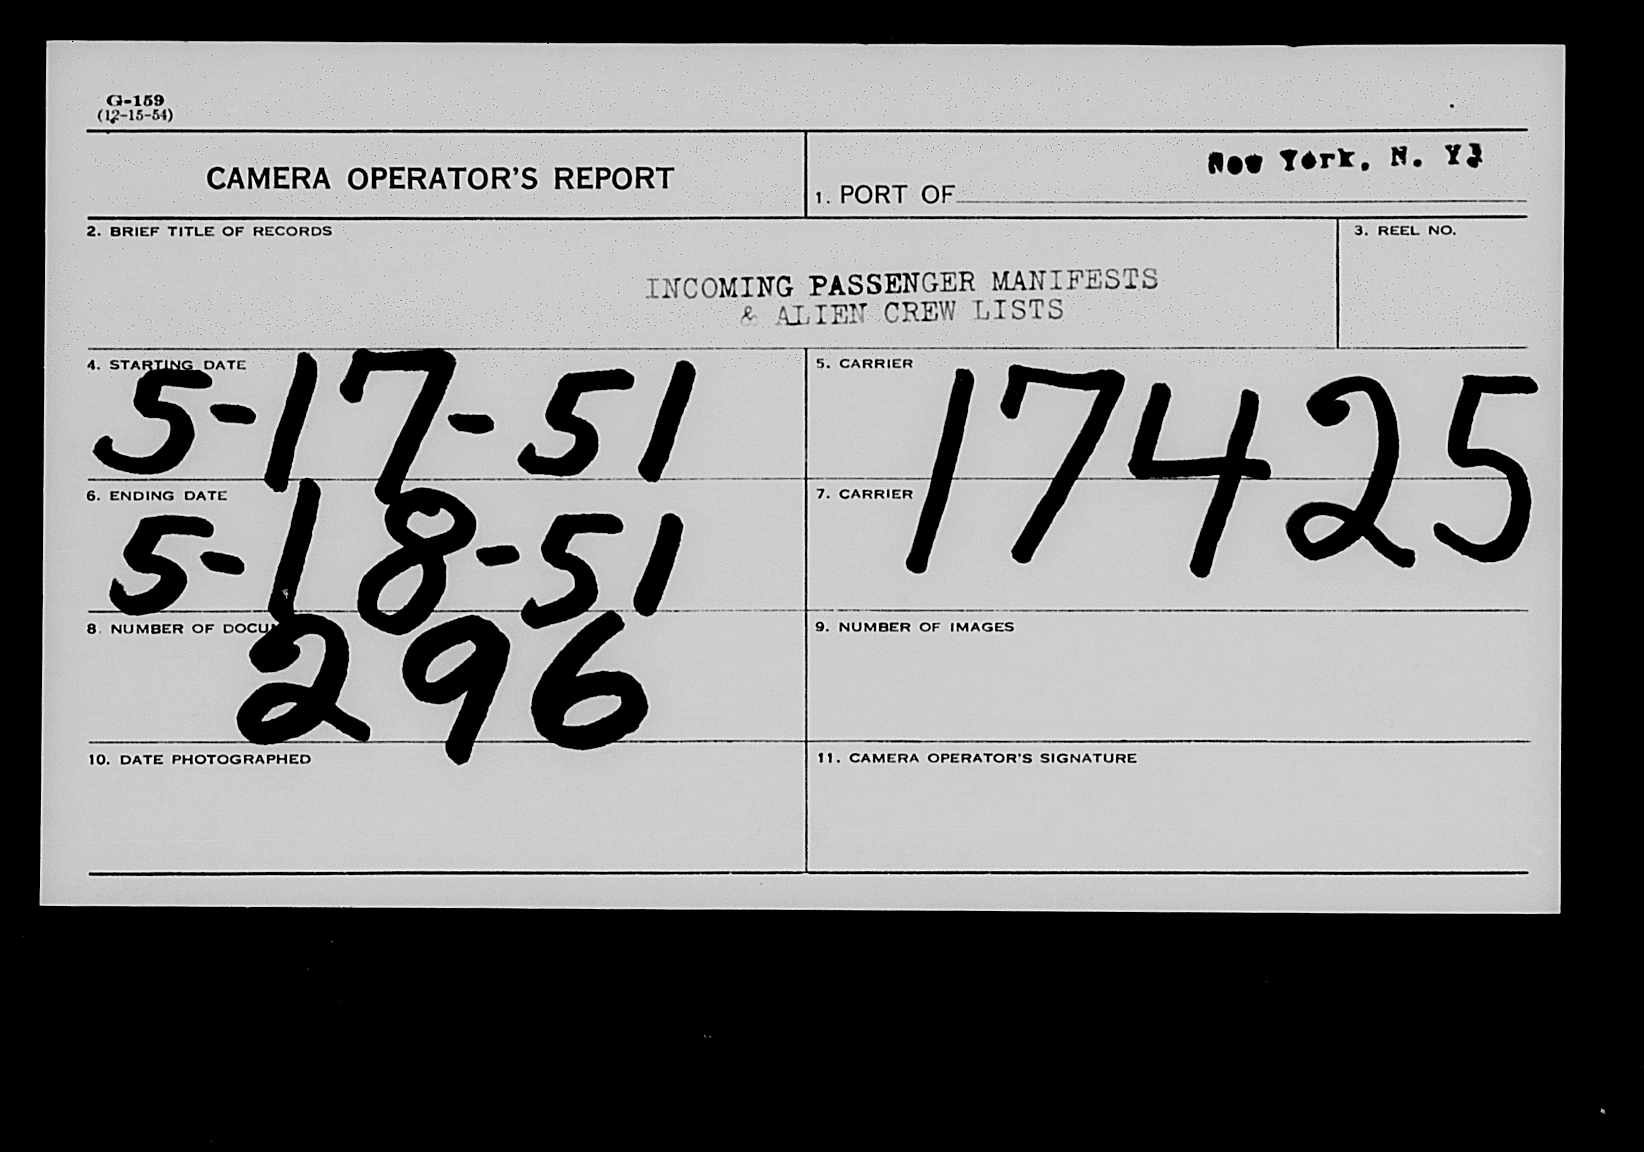 G-159
(12-15-54)
CAMERA OPERATOR'S REPORT
1. PORT OF New York, N. Y.
2. BRIEF TITLE OF RECORDS
INCOMING PASSENGER MANIFESTS
& ALIEN CREW LISTS
3. REEL NO.
4. STARTING DATE
5-17-51
5. CARRIER
17425
6. ENDING DATE
5-18-51
7. CARRIER
8. NUMBER OF DOCU
296
9. NUMBER OF IMAGES
10. DATE PHOTOGRAPHED
11. CAMERA OPERATOR'S SIGNATURE